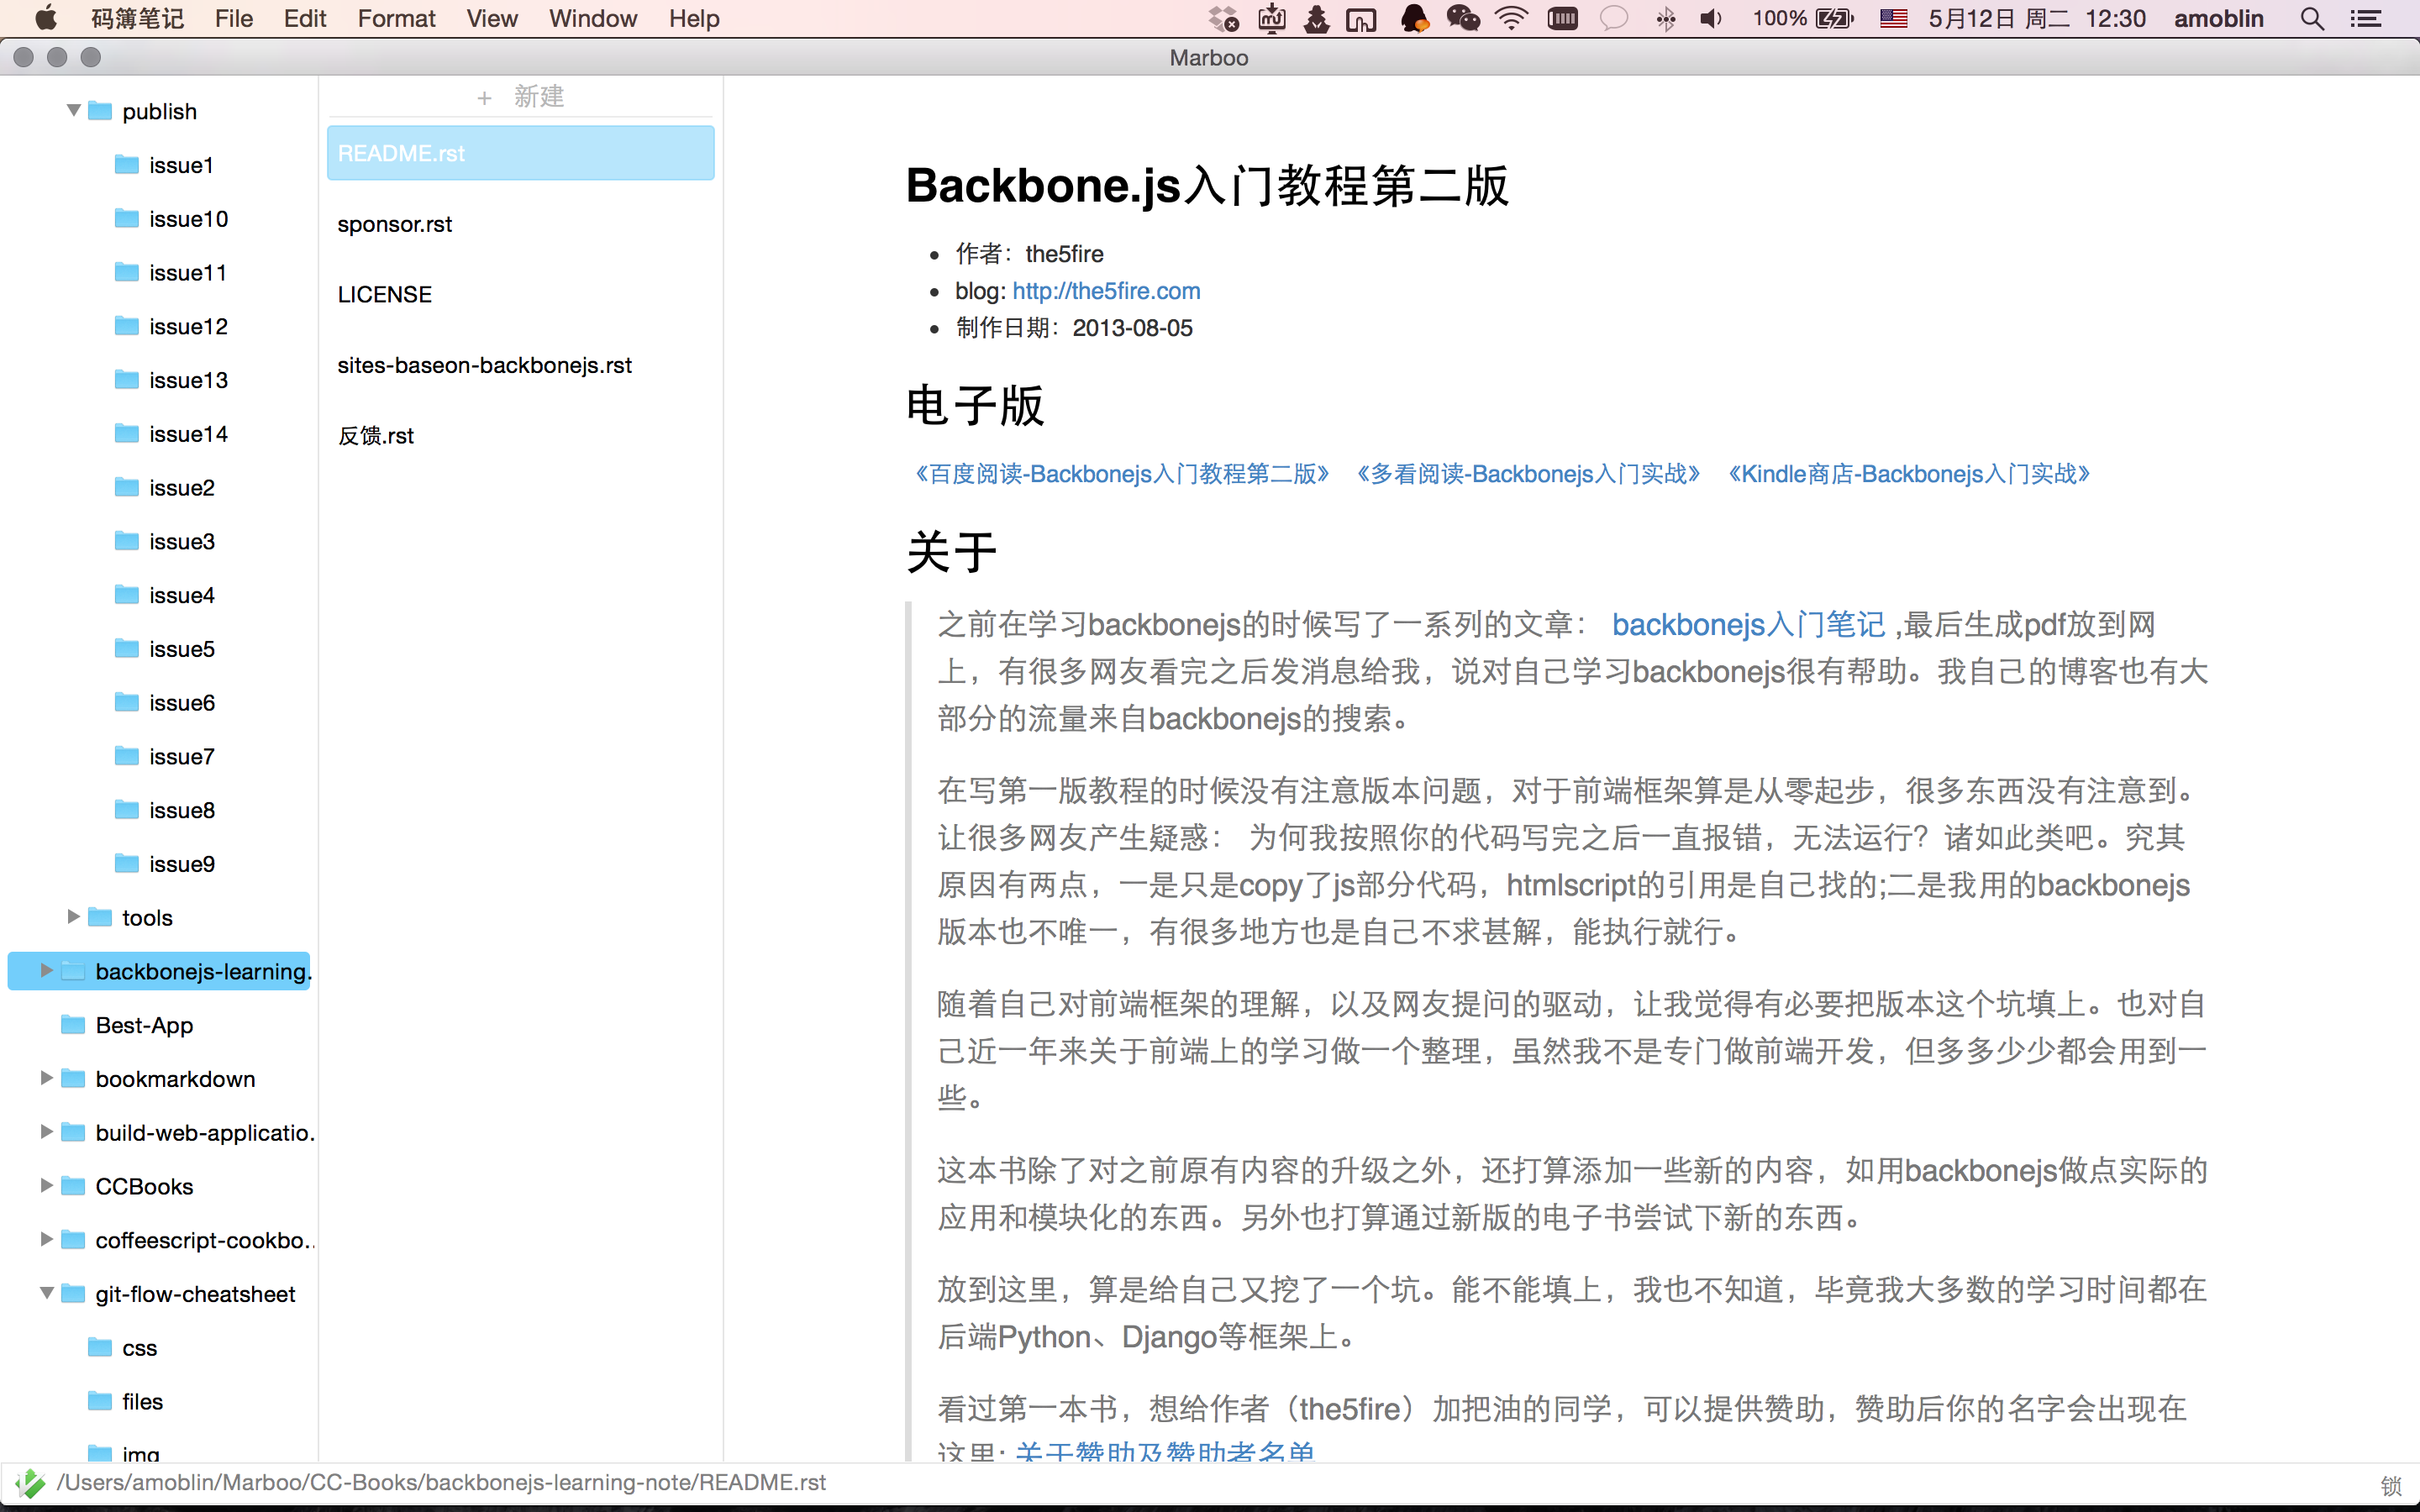 码簿笔记 File Edit Format View Window Help 100% 5月12日 周二 12:30 amoblin
Marboo
publish
issue1
issue10
issue11
issue12
issue13
issue14
issue2
issue3
issue4
issue5
issue6
issue7
issue8
issue9
tools
backbonejs-learning.
Best-App
bookmarkdown
build-web-applicatio.
CCBooks
coffeescript-cookbo..
git-flow-cheatsheet
css
files
img
+ 新建
README.rst
sponsor.rst
LICENSE
sites-baseon-backbonejs.rst
反馈.rst
Backbone.js入门教程第二版
• 作者：the5fire
• blog: http://the5fire.com
• 制作日期：2013-08-05
电子版
《百度阅读-Backbonejs入门教程第二版》 《多看阅读-Backbonejs入门实战》 《Kindle商店-Backbonejs入门实战》
关于
之前在学习backbonejs的时候写了一系列的文章： backbonejs入门笔记 ,最后生成pdf放到网
上，有很多网友看完之后发消息给我，说对自己学习backbonejs很有帮助。我自己的博客也有大
部分的流量来自backbonejs的搜索。
在写第一版教程的时候没有注意版本问题，对于前端框架算是从零起步，很多东西没有注意到。
让很多网友产生疑惑： 为何我按照你的代码写完之后一直报错，无法运行？诸如此类吧。究其
原因有两点，一是只是copy了js部分代码，htmlscript的引用是自己找的;二是我用的backbonejs
版本也不唯一，有很多地方也是自己不求甚解，能执行就行。
随着自己对前端框架的理解，以及网友提问的驱动，让我觉得有必要把版本这个坑填上。也对自
己近一年来关于前端上的学习做一个整理，虽然我不是专门做前端开发，但多多少少都会用到一
些。
这本书除了对之前原有内容的升级之外，还打算添加一些新的内容，如用backbonejs做点实际的
应用和模块化的东西。另外也打算通过新版的电子书尝试下新的东西。
放到这里，算是给自己又挖了一个坑。能不能填上，我也不知道，毕竟我大多数的学习时间都在
后端Python、Django等框架上。
看过第一本书，想给作者（the5fire）加把油的同学，可以提供赞助，赞助后你的名字会出现在
这里: 关于赞助及赞助者名单
/Users/amoblin/Marboo/CC-Books/backbonejs-learning-note/README.rst 锁